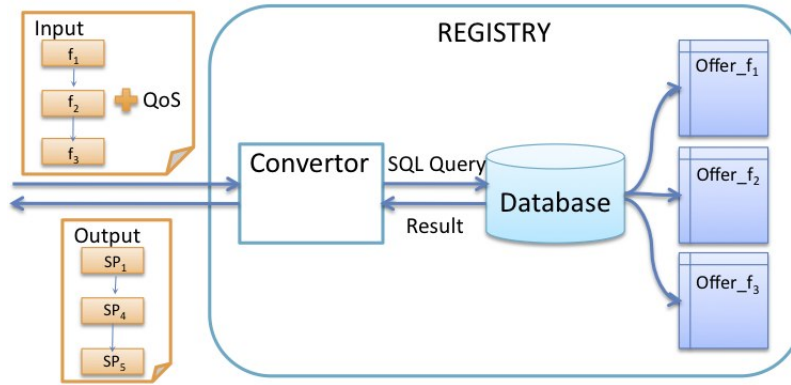 Input
f₁
f₂
QoS
f₃
REGISTRY
Convertor
SQL Query
Result
Database
Offer_f₁
Offer_f₂
Offer_f₃
Output
SP₁
SP₄
SP₅